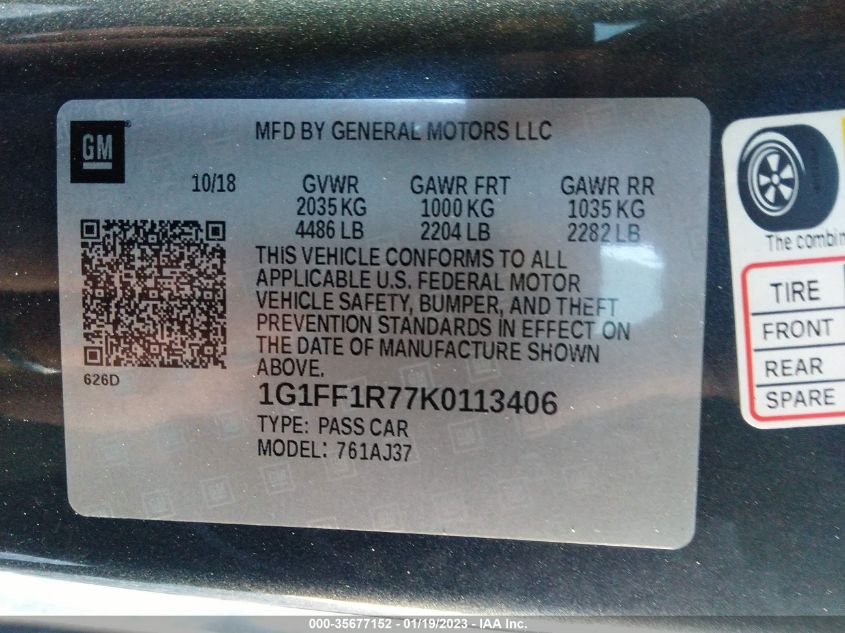 GM
MFD BY GENERAL MOTORS LLC
10/18 GVWR GAWR FRT GAWR RR
2035 KG 1000 KG 1035 KG
4486 LB 2204 LB 2282 LB
THIS VEHICLE CONFORMS TO ALL
APPLICABLE U.S. FEDERAL MOTOR
VEHICLE SAFETY, BUMPER, AND THEFT
PREVENTION STANDARDS IN EFFECT ON
THE DATE OF MANUFACTURE SHOWN
ABOVE.
626D
1G1FF1R77K0113406
TYPE: PASS CAR
MODEL: 761AJ37
The combin
TIRE
FRONT
REAR
SPARE
000-35677152 - 01/19/2023 - © IAA Inc.